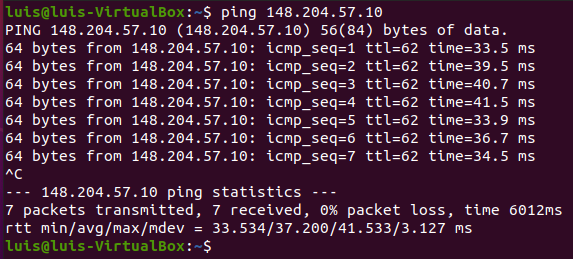 luis@luis-VirtualBox:~$ ping 148.204.57.10
PING 148.204.57.10 (148.204.57.10) 56(84) bytes of data.
64 bytes from 148.204.57.10: icmp_seq=1 ttl=62 time=33.5 ms
64 bytes from 148.204.57.10: icmp_seq=2 ttl=62 time=39.5 ms
64 bytes from 148.204.57.10: icmp_seq=3 ttl=62 time=40.7 ms
64 bytes from 148.204.57.10: icmp_seq=4 ttl=62 time=41.5 ms
64 bytes from 148.204.57.10: icmp_seq=5 ttl=62 time=33.9 ms
64 bytes from 148.204.57.10: icmp_seq=6 ttl=62 time=36.7 ms
64 bytes from 148.204.57.10: icmp_seq=7 ttl=62 time=34.5 ms
^C
--- 148.204.57.10 ping statistics ---
7 packets transmitted, 7 received, 0% packet loss, time 6012ms
rtt min/avg/max/mdev = 33.534/37.200/41.533/3.127 ms
luis@luis-VirtualBox:~$